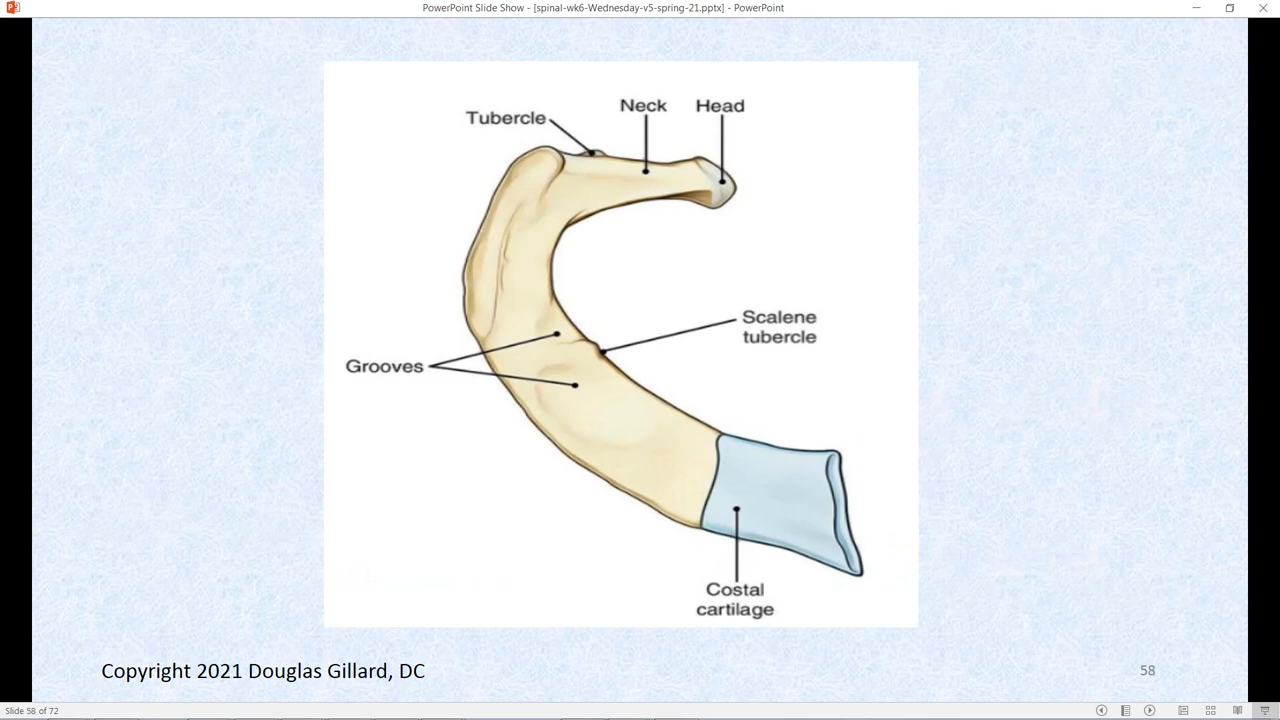 PowerPoint Slide Show - [spinal-wk6-Wednesday-v5-spring-21.pptx] - PowerPoint
Neck
Head
Tubercle
Scalene
tubercle
Grooves
Costal
cartilage
Copyright 2021 Douglas Gillard, DC
58
Slide 58 of 72